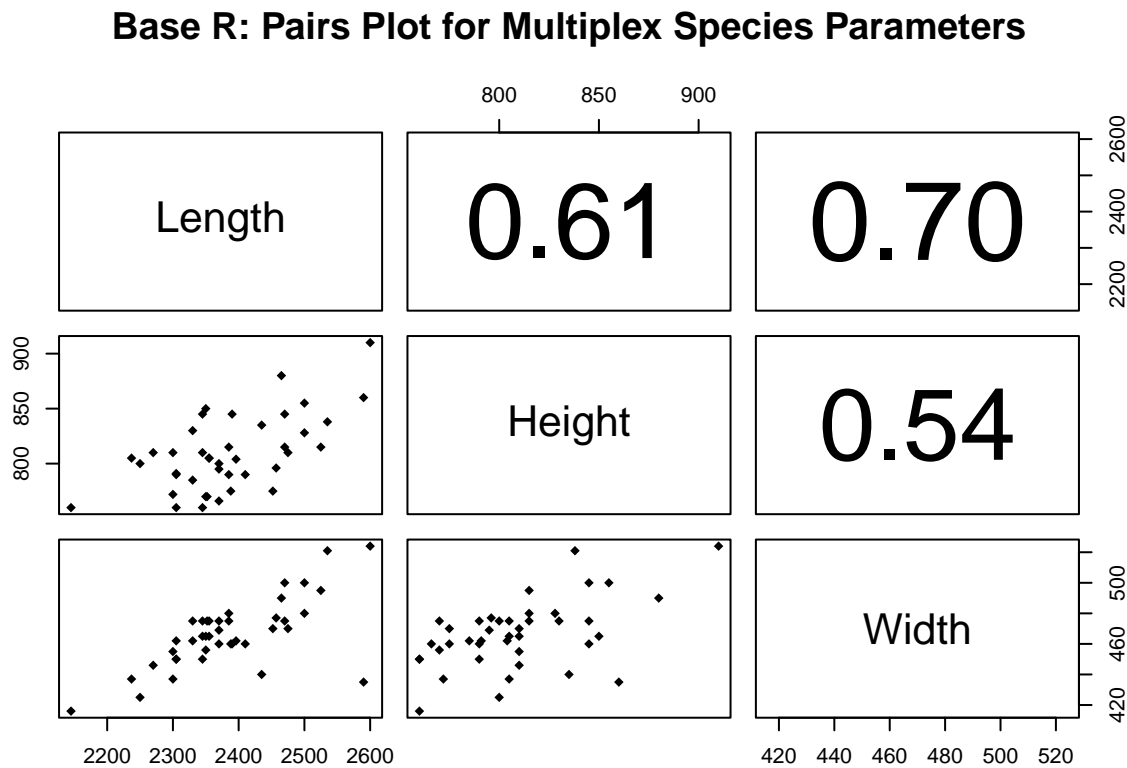 Base R: Pairs Plot for Multiplex Species Parameters
800 850 900
Length 0.61 0.70
2200 2400 2600
800 850 900
Height 0.54
Width
420 460 500
2200 2300 2400 2500 2600 420 440 460 480 500 520